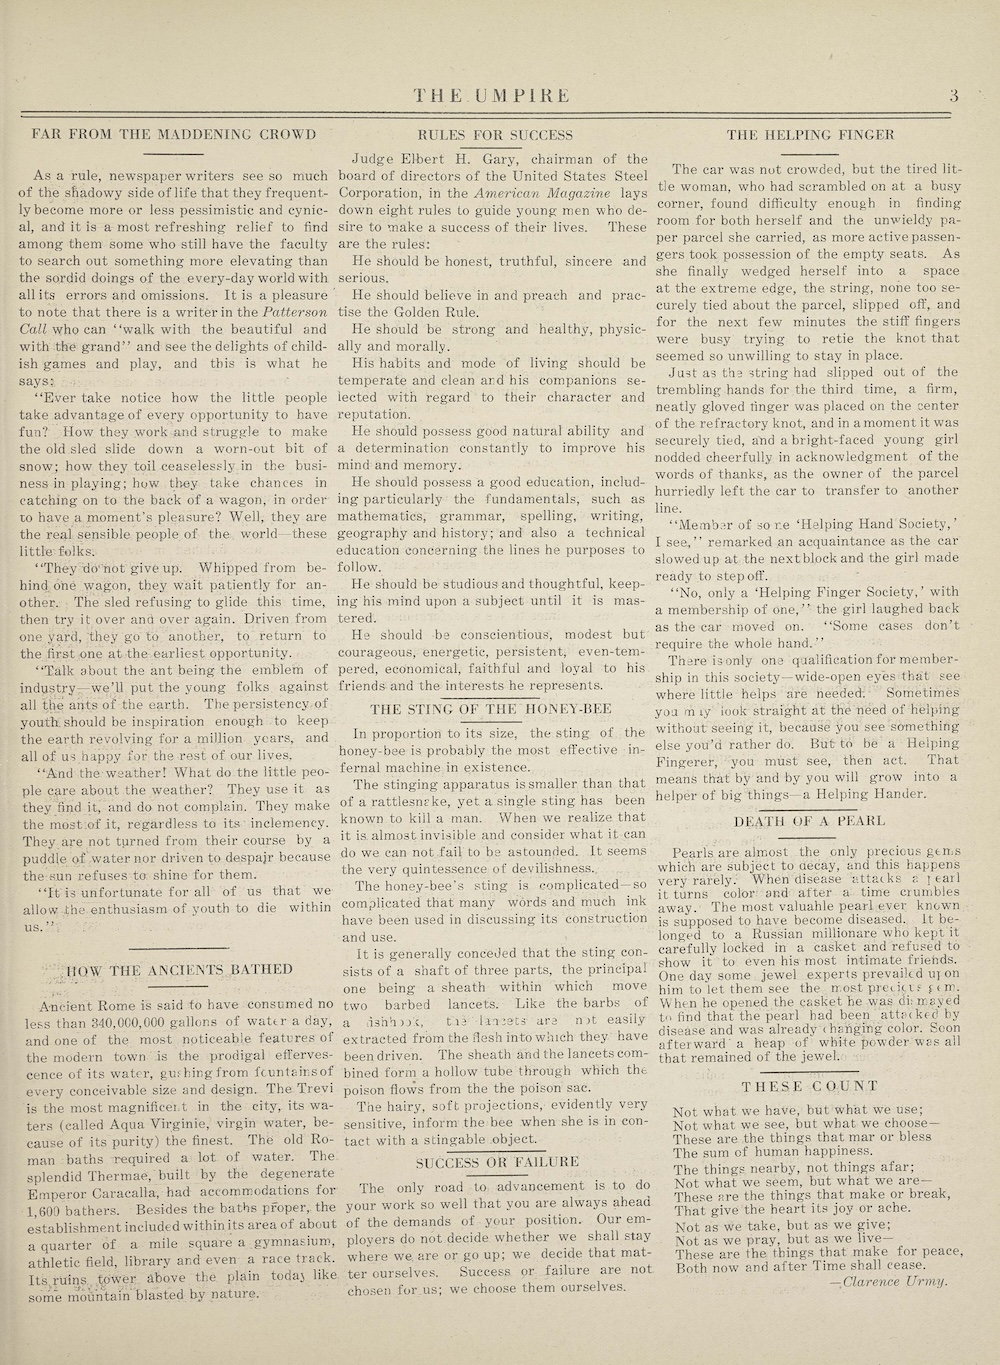 THE UMPIRE
3
FAR FROM THE MADDENING CROWD
As a rule, newspaper writers see so much
of the shadowy side of life that they frequent-
ly become more or less pessimistic and cynic-
al, and it is a most refreshing relief to find
among them some who still have the faculty
to search out something more elevating than
the sordid doings of the every-day world with
all its errors and omissions. It is a pleasure
to note that there is a writer in the Patterson
Call who can "walk with the beautiful and
with the grand" and see the delights of child-
ish games and play, and this is what he
says:
"Ever take notice how the little people
take advantage of every opportunity to have
fun? How they work and struggle to make
the old sled slide down a worn-out bit of
snow; how they toil ceaselessly in the busi-
ness in playing; how they take chances in
catching on to the back of a wagon, in order
to have a moment's pleasure? Well, they are
the real sensible people of the world—these
little folks.
"They do not give up. Whipped from be-
hind one wagon, they wait patiently for an-
other. The sled refusing to glide this time,
then try it over and over again. Driven from
one yard, they go to another, to return to
the first one at the earliest opportunity.
"Talk about the ant being the emblem of
industry—we'll put the young folks against
all the ants of the earth. The persistency of
youth should be inspiration enough to keep
the earth revolving for a million years, and
all of us happy for the rest of our lives.
"And the weather! What do the little peo-
ple care about the weather? They use it as
they find it, and do not complain. They make
the most of it, regardless to its inclemency.
They are not turned from their course by a
puddle of water nor driven to despair because
the sun refuses to shine for them.
"It is unfortunate for all of us that we
allow the enthusiasm of youth to die within
us."
HOW THE ANCIENTS BATHED
Ancient Rome is said to have consumed no
less than 340,000,000 gallons of water a day,
and one of the most noticeable features of
the modern town is the prodigal efferves-
cence of its water, gushing from fountains of
every conceivable size and design. The Trevi
is the most magnificent in the city, its wa-
ters (called Aqua Virginie, virgin water, be-
cause of its purity) the finest. The old Ro-
man baths required a lot of water. The
splendid Thermae, built by the degenerate
Emperor Caracalla, had accommodations for
1,600 bathers. Besides the baths proper, the
establishment included within its area of about
a quarter of a mile square a gymnasium,
athletic field, library and even a race track.
Its ruins tower above the plain today like
some mountain blasted by nature.
RULES FOR SUCCESS
Judge Elbert H. Gary, chairman of the
board of directors of the United States Steel
Corporation, in the American Magazine lays
down eight rules to guide young men who de-
sire to make a success of their lives. These
are the rules:
He should be honest, truthful, sincere and
serious.
He should believe in and preach and prac-
tise the Golden Rule.
He should be strong and healthy, physic-
ally and morally.
His habits and mode of living should be
temperate and clean and his companions se-
lected with regard to their character and
reputation.
He should possess good natural ability and
a determination constantly to improve his
mind and memory.
He should possess a good education, includ-
ing particularly the fundamentals, such as
mathematics, grammar, spelling, writing,
geography and history; and also a technical
education concerning the lines he purposes to
follow.
He should be studious and thoughtful, keep-
ing his mind upon a subject until it is mas-
tered.
He should be conscientious, modest but
courageous, energetic, persistent, even-tem-
pered, economical, faithful and loyal to his
friends and the interests he represents.
THE STING OF THE HONEY-BEE
In proportion to its size, the sting of the
honey-bee is probably the most effective in-
fernal machine in existence.
The stinging apparatus is smaller than that
of a rattlesnake, yet a single sting has been
known to kill a man. When we realize that
it is almost invisible and consider what it can
do we can not fail to be astounded. It seems
the very quintessence of devilishness.
The honey-bee's sting is complicated—so
complicated that many words and much ink
have been used in discussing its construction
and use.
It is generally conceded that the sting con-
sists of a shaft of three parts, the principal
one being a sheath within which move
two barbed lancets. Like the barbs of
a fishhook, the lancets are not easily
extracted from the flesh into which they have
been driven. The sheath and the lancets com-
bined form a hollow tube through which the
poison flows from the the poison sac.
The hairy, soft projections, evidently very
sensitive, inform the bee when she is in con-
tact with a stingable object.
SUCCESS OR FAILURE
The only road to advancement is to do
your work so well that you are always ahead
of the demands of your position. Our em-
ployers do not decide whether we shall stay
where we are or go up; we decide that mat-
ter ourselves. Success or failure are not
chosen for us; we choose them ourselves.
THE HELPING FINGER
The car was not crowded, but the tired lit-
tle woman, who had scrambled on at a busy
corner, found difficulty enough in finding
room for both herself and the unwieldy pa-
per parcel she carried, as more active passen-
gers took possession of the empty seats. As
she finally wedged herself into a space
at the extreme edge, the string, none too se-
curely tied about the parcel, slipped off, and
for the next few minutes the stiff fingers
were busy trying to retie the knot that
seemed so unwilling to stay in place.
Just as the string had slipped out of the
trembling hands for the third time, a firm,
neatly gloved finger was placed on the center
of the refractory knot, and in a moment it was
securely tied, and a bright-faced young girl
nodded cheerfully in acknowledgment of the
words of thanks, as the owner of the parcel
hurriedly left the car to transfer to another
line.
"Member of some 'Helping Hand Society,'
I see," remarked an acquaintance as the car
slowed up at the next block and the girl made
ready to step off.
"No, only a 'Helping Finger Society,' with
a membership of one," the girl laughed back
as the car moved on. "Some cases don't
require the whole hand."
There is only one qualification for member-
ship in this society—wide-open eyes that see
where little helps are needed. Sometimes
you may look straight at the need of helping
without seeing it, because you see something
else you'd rather do. But to be a Helping
Fingerer, you must see, then act. That
means that by and by you will grow into a
helper of big things—a Helping Hander.
DEATH OF A PEARL
Pearls are almost the only precious gems
which are subject to decay, and this happens
very rarely. When disease attacks a pearl
it turns color and after a time crumbles
away. The most valuable pearl ever known
is supposed to have become diseased. It be-
longed to a Russian millionare who kept it
carefully locked in a casket and refused to
show it to even his most intimate friends.
One day some jewel experts prevailed upon
him to let them see the most precious gem.
When he opened the casket he was dismayed
to find that the pearl had been attacked by
disease and was already changing color. Soon
afterward a heap of white powder was all
that remained of the jewel.
THESE COUNT
Not what we have, but what we use;
Not what we see, but what we choose—
These are the things that mar or bless
The sum of human happiness.
The things nearby, not things afar;
Not what we seem, but what we are—
These are the things that make or break,
That give the heart its joy or ache.
Not as we take, but as we give;
Not as we pray, but as we live—
These are the things that make for peace,
Both now and after Time shall cease.
—Clarence Urmy.